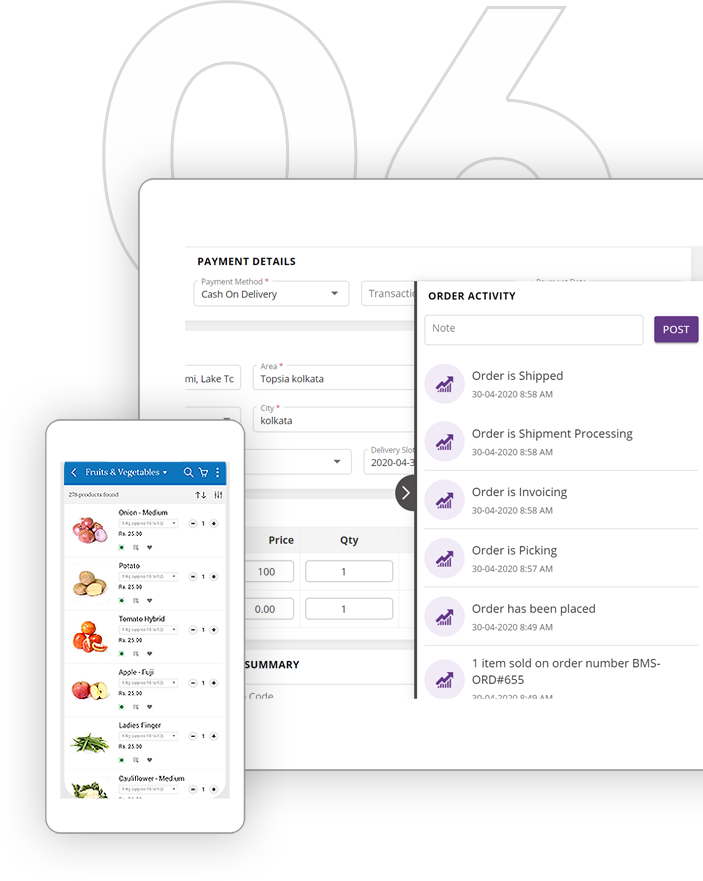 06
PAYMENT DETAILS
Payment Method *
Cash On Delivery
Transactio
ORDER ACTIVITY
Note
POST
Order is Shipped
30-04-2020 8:58 AM
Order is Shipment Processing
30-04-2020 8:58 AM
Order is Invoicing
30-04-2020 8:58 AM
Order is Picking
30-04-2020 8:57 AM
Order has been placed
30-04-2020 8:49 AM
1 item sold on order number BMS-
ORD#655
30-04-2020 8:49 AM
mi, Lake Tc
Area *
Topsia kolkata
City *
kolkata
Delivery Slot
2020-04-3
Price Qty
100 1
0.00 1
SUMMARY
Code
Fruits & Vegetables
276 products found
Onion - Medium
1
Rs. 25.00
Potato
1
Rs. 25.00
Tomato Hybrid
1
Rs. 25.00
Apple - Fuji
1
Rs. 25.00
Ladies Finger
1
Rs. 25.00
Cauliflower - Medium
1